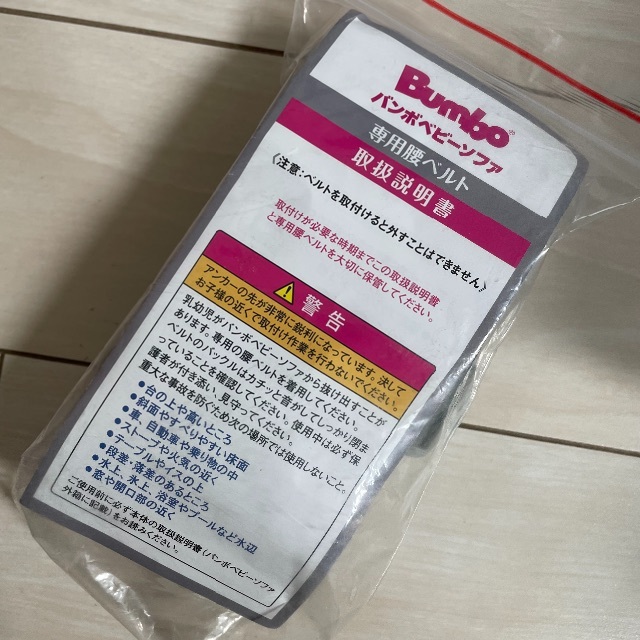 Bumbo®
バンボベビーソファ
専用腰ベルト
取扱説明書
《注意:ベルトを取付けると外すことはできません》
取付けが必要な時期までこの取扱説明書
と専用腰ベルトを大切に保管してください。
警告
アンカーの先が非常に鋭利になっています。決して
お子様の近くで取付け作業を行わないでください。
乳幼児がバンボベビーソファから抜け出すことが
あります。専用の腰ベルトを着用してください。
ベルトのバックルはカチッと音がしてしっかり閉ま
っていることを確認してください。使用中は必ず保
護者が付き添い、見守ってください。
重大な事故を防ぐため次の場所では使用しないこと。
●台の上や高いところ
●斜面やすべりやすい床面
●車、自動車や乗り物の中
●ストーブや火気の近く
●テーブルやイスの上
●段差・落差のあるところ
●水上、氷上、浴室やプールなど水辺
●窓や開口部の近く
ご使用前に必ず本体の取扱説明書(バンボベビーソファ
外箱に記載)をお読みください。